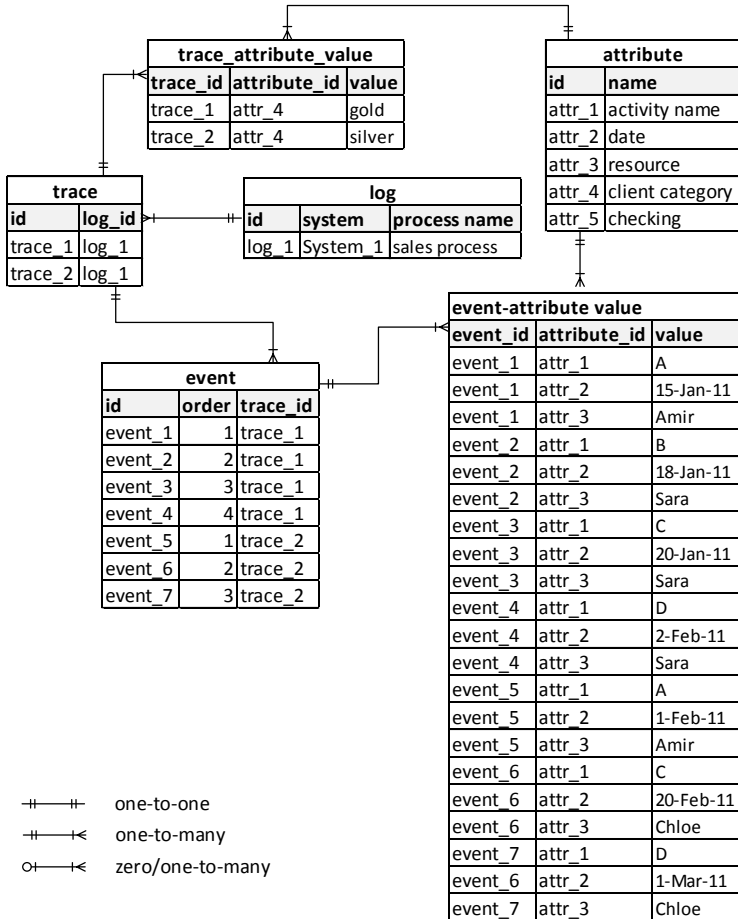 trace_attribute_value
trace_id attribute_id value
trace_1 attr_4 gold
trace_2 attr_4 silver
attribute
id name
attr_1 activity name
attr_2 date
attr_3 resource
attr_4 client category
attr_5 checking
trace
id log_id
trace_1 log_1
trace_2 log_1
log
id system process name
log_1 System_1 sales process
event
id order trace_id
event_1 1 trace_1
event_2 2 trace_1
event_3 3 trace_1
event_4 4 trace_1
event_5 1 trace_2
event_6 2 trace_2
event_7 3 trace_2
event-attribute value
event_id attribute_id value
event_1 attr_1 A
event_1 attr_2 15-Jan-11
event_1 attr_3 Amir
event_2 attr_1 B
event_2 attr_2 18-Jan-11
event_2 attr_3 Sara
event_3 attr_1 C
event_3 attr_2 20-Jan-11
event_3 attr_3 Sara
event_4 attr_1 D
event_4 attr_2 2-Feb-11
event_4 attr_3 Sara
event_5 attr_1 A
event_5 attr_2 1-Feb-11
event_5 attr_3 Amir
event_6 attr_1 C
event_6 attr_2 20-Feb-11
event_6 attr_3 Chloe
event_7 attr_1 D
event_6 attr_2 1-Mar-11
event_7 attr_3 Chloe
one-to-one
one-to-many
zero/one-to-many